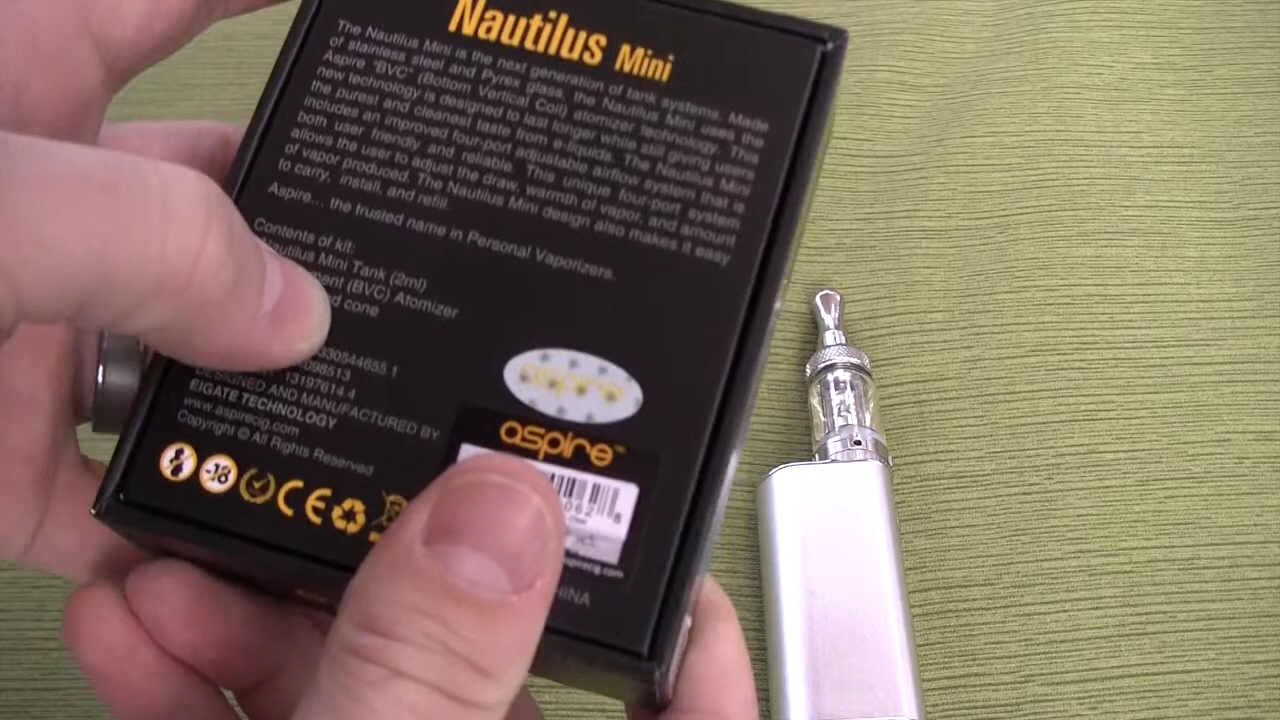 Nautilus Mini
The Nautilus Mini is the next generation of tank systems. Made
of stainless steel and Pyrex glass, the Nautilus Mini uses the
Aspire "BVC" (Bottom Vertical Coil) atomizer technology. This
new technology is designed to last longer while still giving users
the purest and cleanest taste from e-liquids. The Nautilus Mini
includes an improved four-port adjustable airflow system that is
both user friendly and reliable. This unique four-port system
allows the user to adjust the draw, warmth of vapor, and amount
of vapor produced. The Nautilus Mini design also makes it easy
to carry, install, and refill.
Aspire... the trusted name in Personal Vaporizers.
Contents of kit:
Nautilus Mini Tank (2ml)
(BVC) Atomizer
cone
330544655.1
098513
13197614.4
DESIGNED AND MANUFACTURED BY
EIGATE TECHNOLOGY
www.aspirecig.com
Copyright © All Rights Reserved
-18
CE
aspire
aspire™
062 8